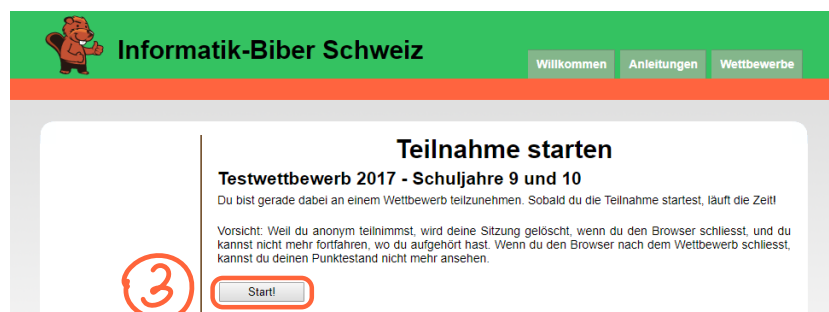 Informatik-Biber Schweiz
Willkommen Anleitungen Wettbewerbe
Teilnahme starten
Testwettbewerb 2017 - Schuljahre 9 und 10
Du bist gerade dabei an einem Wettbewerb teilzunehmen. Sobald du die Teilnahme startest, läuft die Zeit!
Vorsicht: Weil du anonym teilnimmst, wird deine Sitzung gelöscht, wenn du den Browser schliesst, und du
kannst nicht mehr fortfahren, wo du aufgehört hast. Wenn du den Browser nach dem Wettbewerb schliesst,
kannst du deinen Punktestand nicht mehr ansehen.
3
Start!